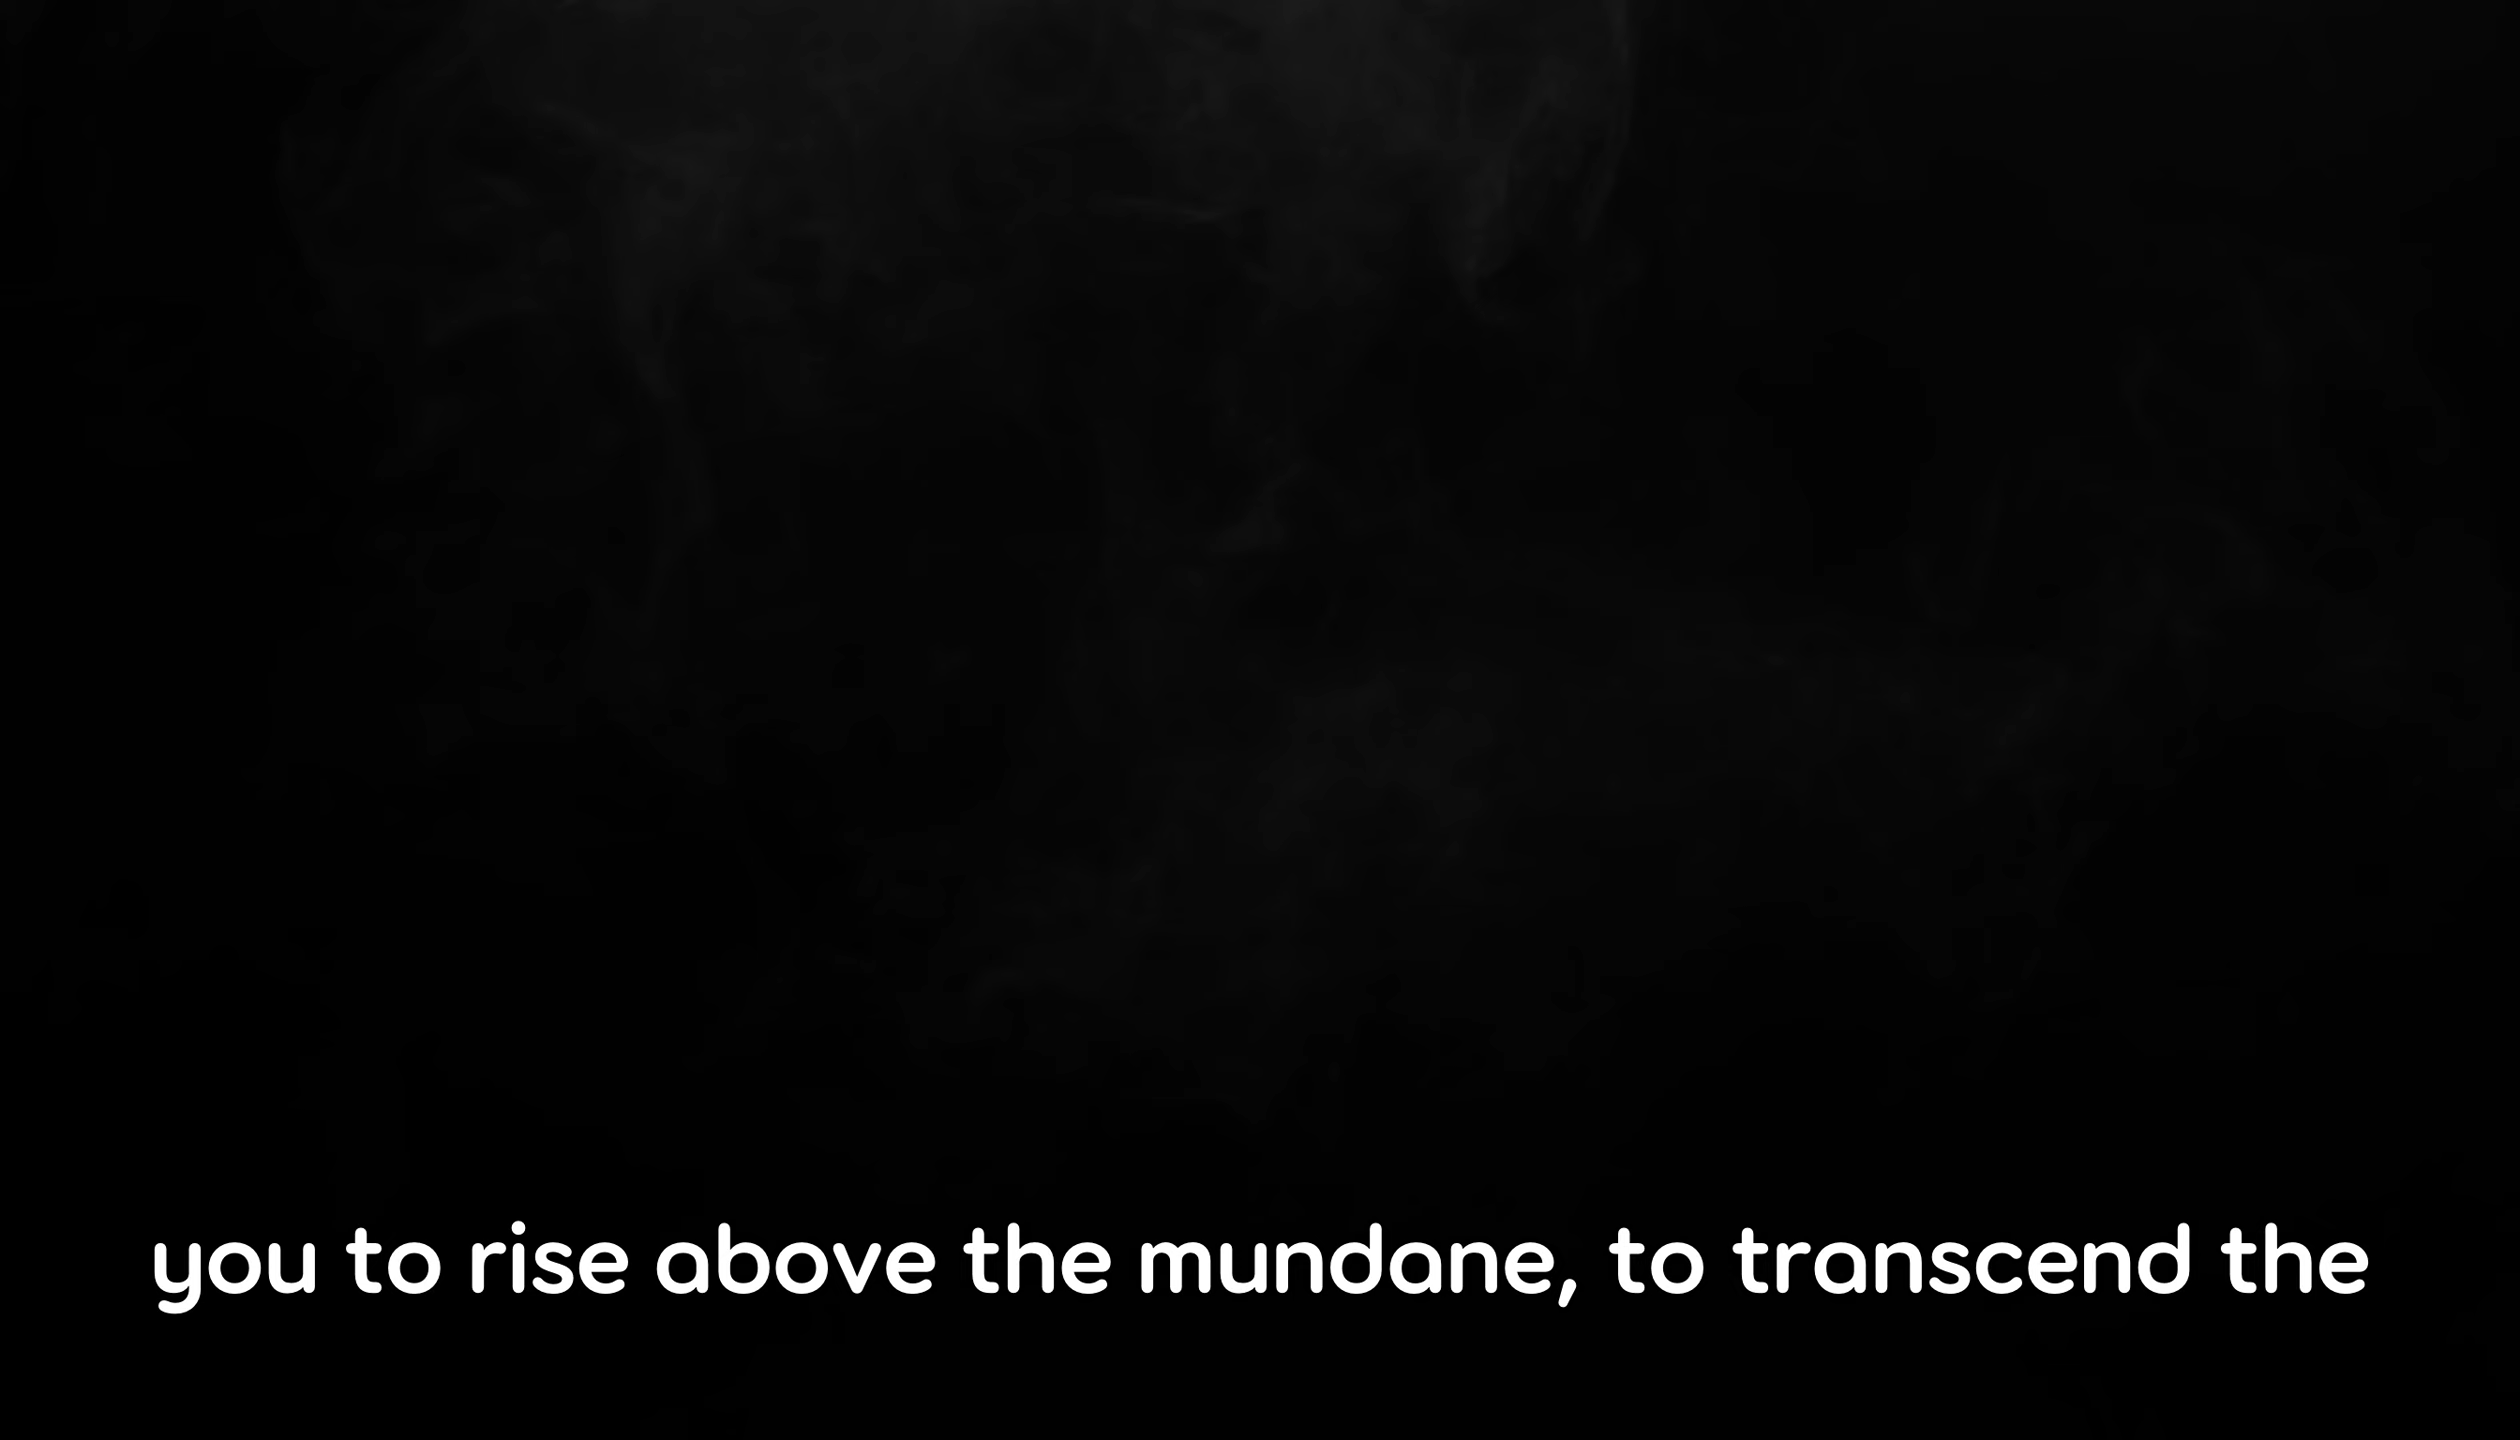 you to rise above the mundane, to transcend the